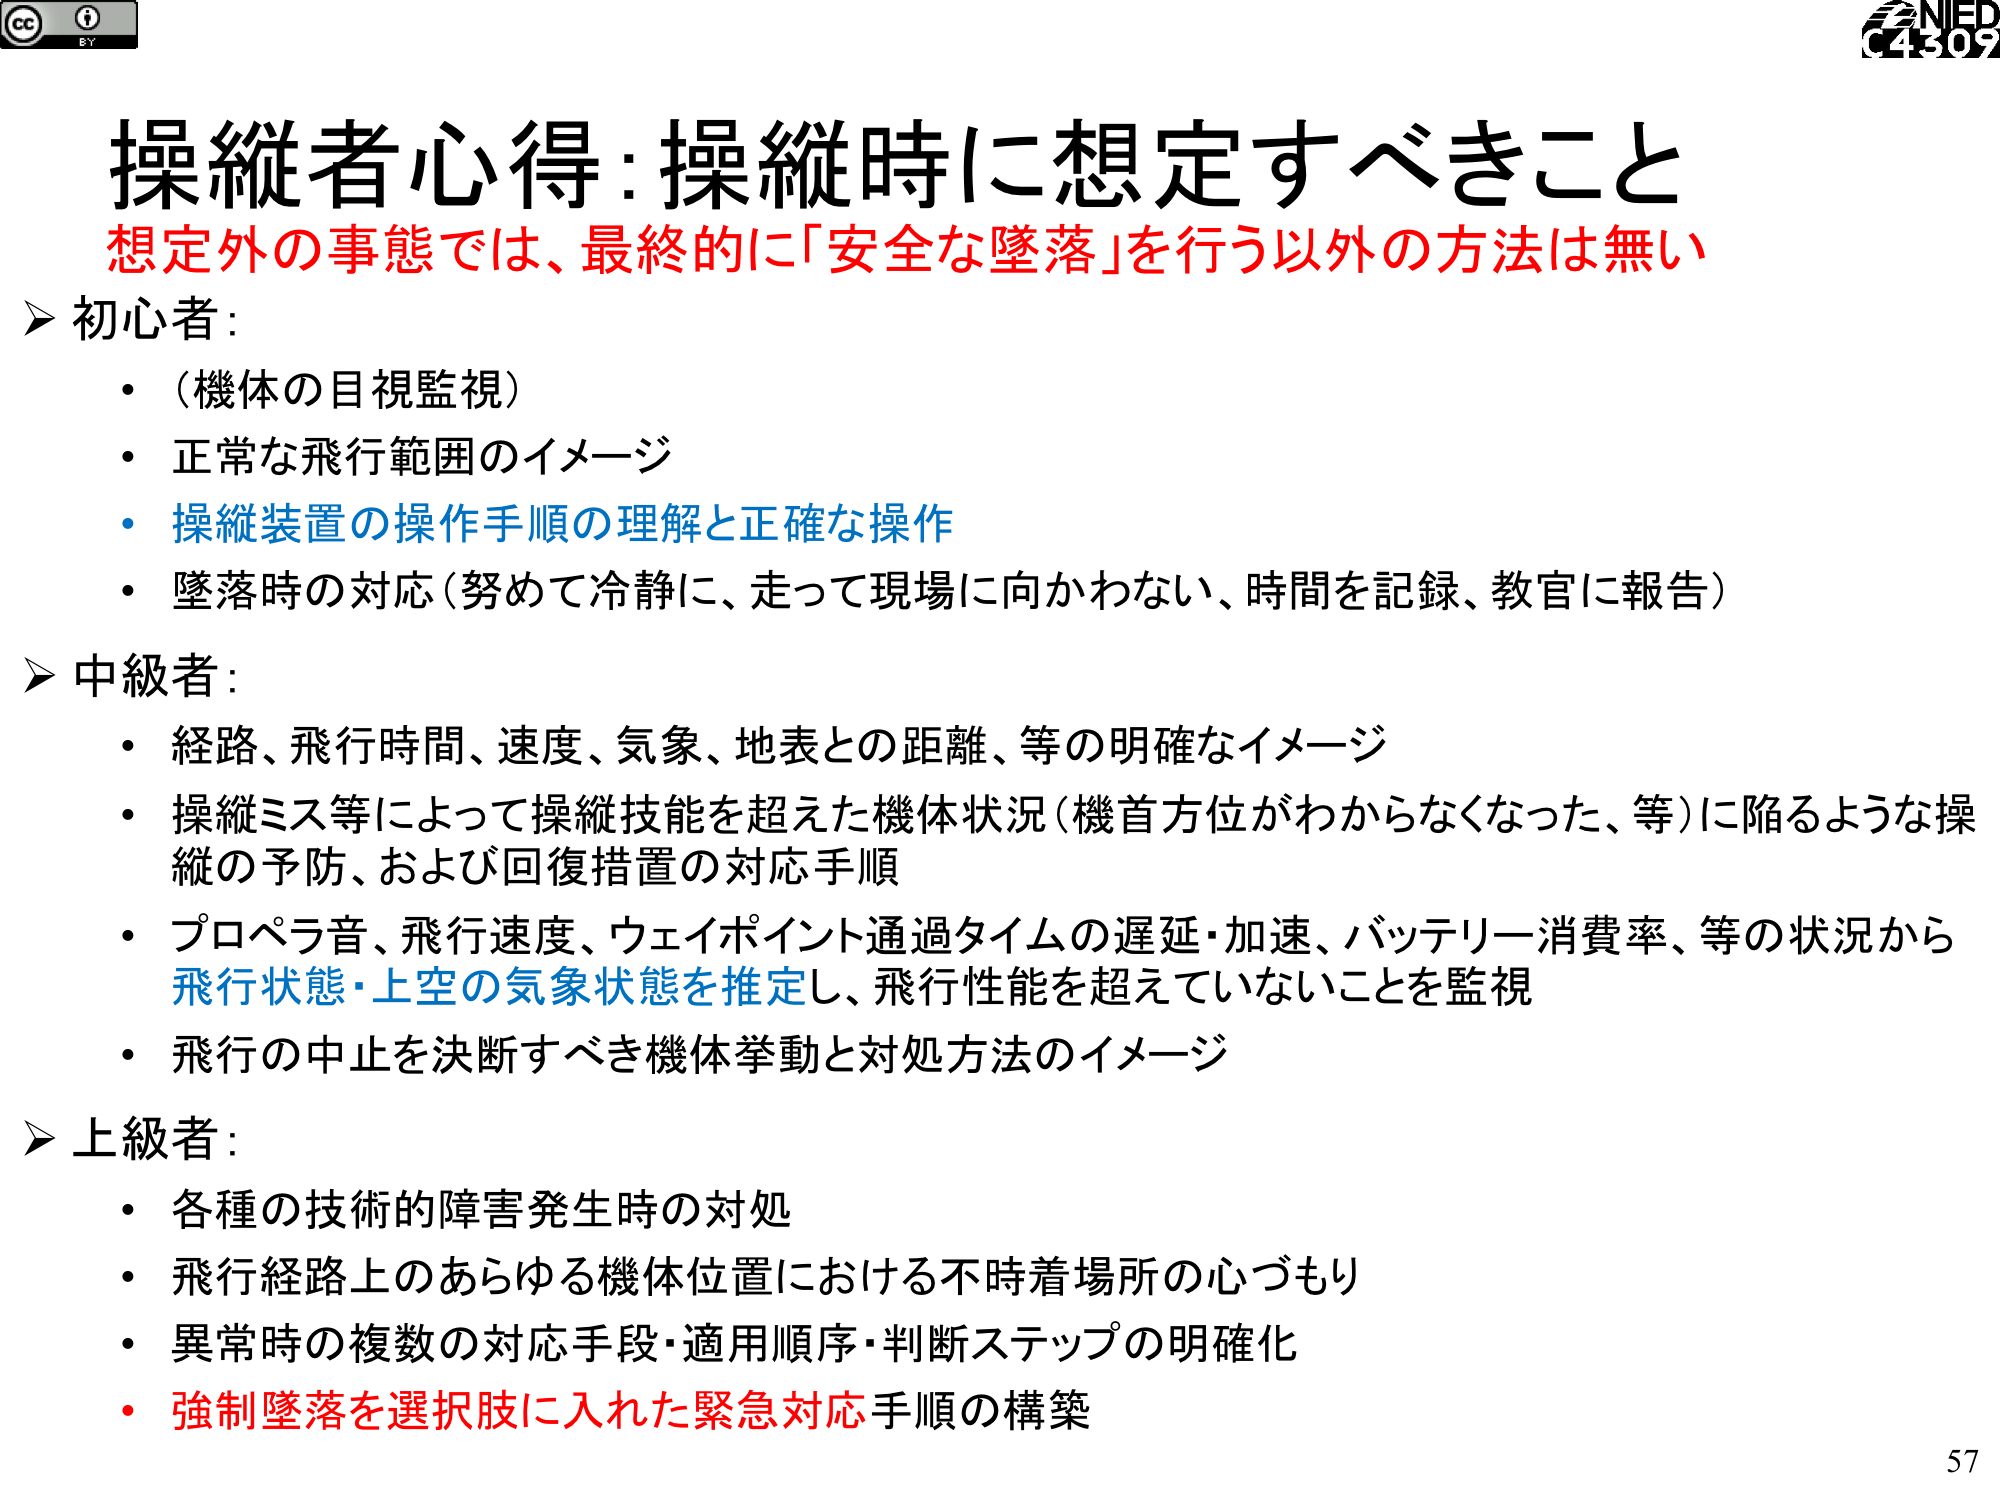 cc BY
NIED
C4309
操縦者心得：操縦時に想定すべきこと
想定外の事態では、最終的に「安全な墜落」を行う以外の方法は無い
➢ 初心者：
• （機体の目視監視）
• 正常な飛行範囲のイメージ
• 操縦装置の操作手順の理解と正確な操作
• 墜落時の対応（努めて冷静に、走って現場に向かわない、時間を記録、教官に報告）
➢ 中級者：
• 経路、飛行時間、速度、気象、地表との距離、等の明確なイメージ
• 操縦ミス等によって操縦技能を超えた機体状況（機首方位がわからなくなった、等）に陥るような操
縦の予防、および回復措置の対応手順
• プロペラ音、飛行速度、ウェイポイント通過タイムの遅延・加速、バッテリー消費率、等の状況から
飛行状態・上空の気象状態を推定し、飛行性能を超えていないことを監視
• 飛行の中止を決断すべき機体挙動と対処方法のイメージ
➢ 上級者：
• 各種の技術的障害発生時の対処
• 飛行経路上のあらゆる機体位置における不時着場所の心づもり
• 異常時の複数の対応手段・適用順序・判断ステップの明確化
• 強制墜落を選択肢に入れた緊急対応手順の構築
57